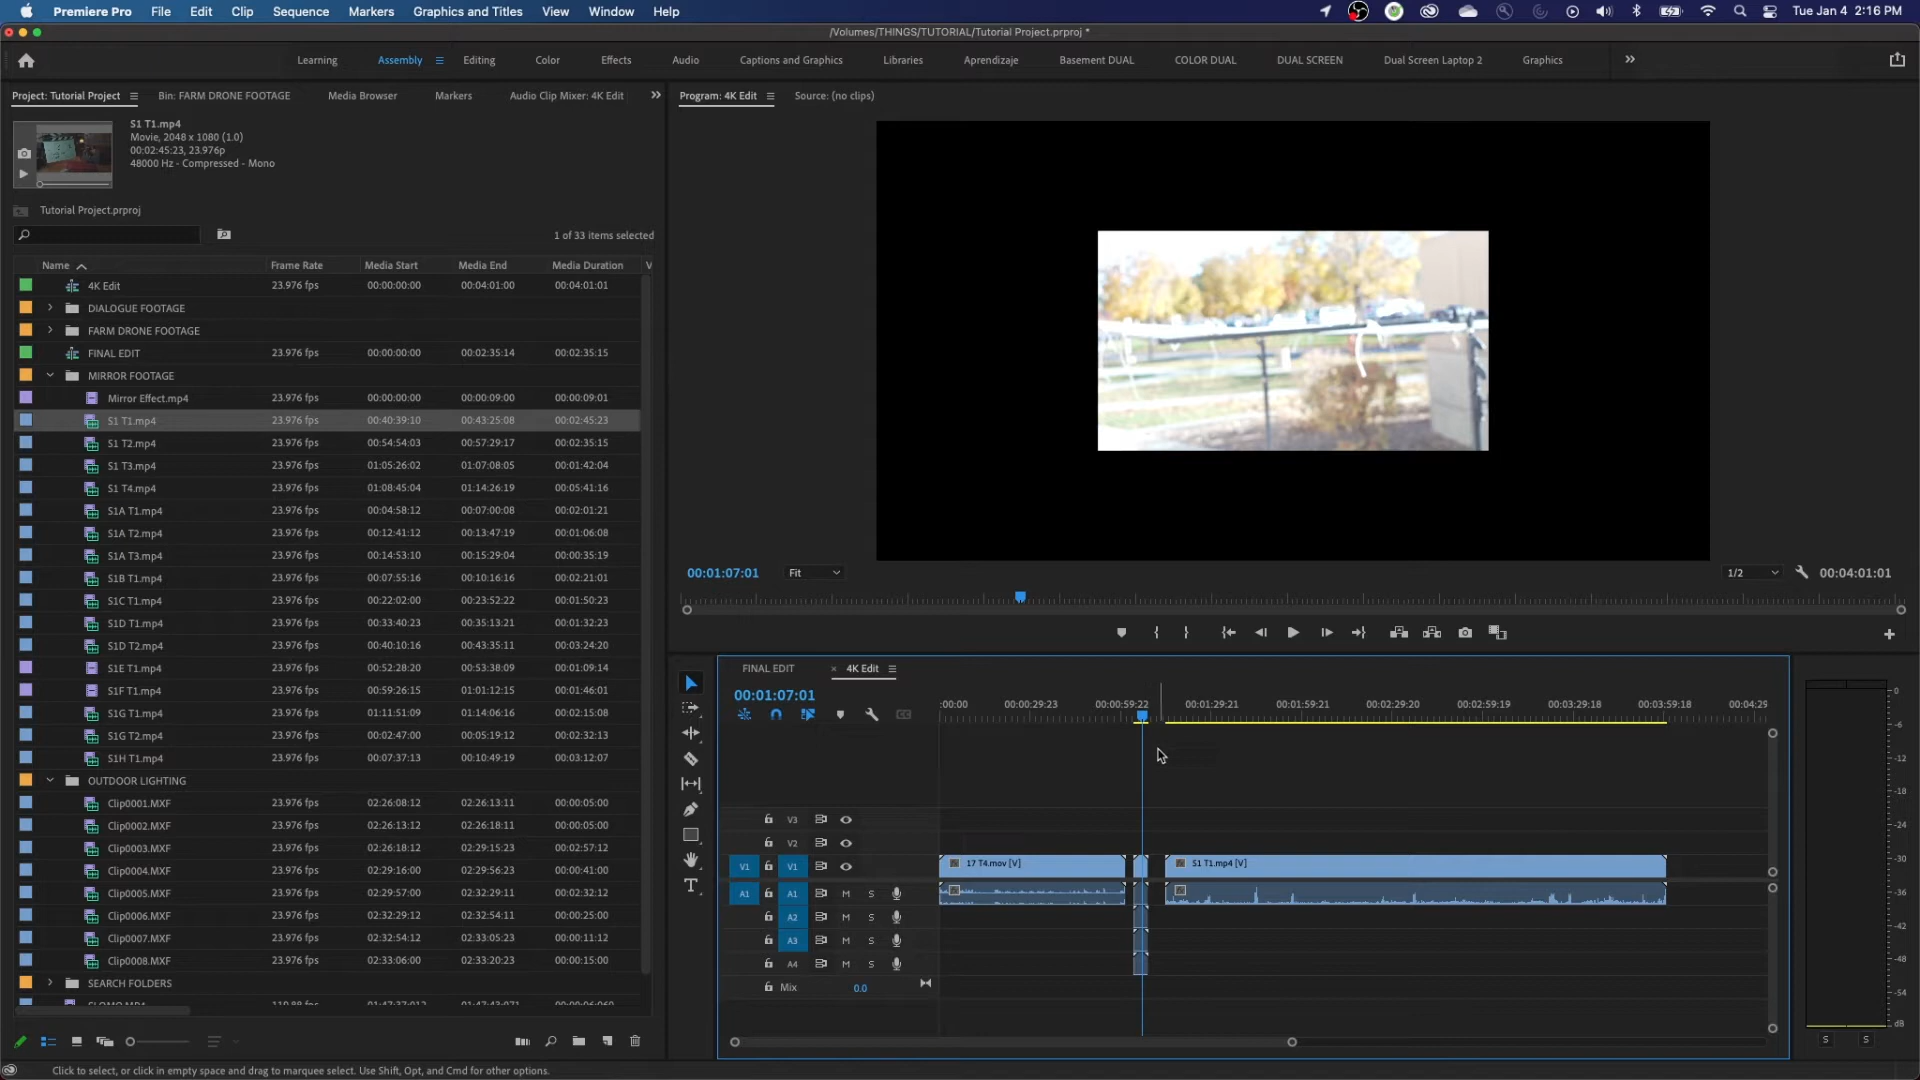 Premiere Pro File Edit Clip Sequence Markers Graphics and Titles View Window Help Tue Jan 4 2:16 PM
/Volumes/THINGS/TUTORIAL/Tutorial Project.prproj *
Learning Assembly Editing Color Effects Audio Captions and Graphics Libraries Aprendizaje Basement DUAL COLOR DUAL DUAL SCREEN Dual Screen Laptop 2 Graphics
Project: Tutorial Project Bin: FARM DRONE FOOTAGE Media Browser Markers Audio Clip Mixer: 4K Edit
Program: 4K Edit Source: (no clips)
S1 T1.mp4
Movie, 2048 x 1080 (1.0)
00:02:45:23, 23.976p
48000 Hz - Compressed - Mono
Tutorial Project.prproj
1 of 33 items selected
Name Frame Rate Media Start Media End Media Duration V
4K Edit 23.976 fps 00:00:00:00 00:04:01:00 00:04:01:01
DIALOGUE FOOTAGE
FARM DRONE FOOTAGE
FINAL EDIT 23.976 fps 00:00:00:00 00:02:35:14 00:02:35:15
MIRROR FOOTAGE
Mirror Effect.mp4 23.976 fps 00:00:00:00 00:00:09:00 00:00:09:01
S1 T1.mp4 23.976 fps 00:40:39:10 00:43:25:08 00:02:45:23
S1 T2.mp4 23.976 fps 00:54:54:03 00:57:29:17 00:02:35:15
S1 T3.mp4 23.976 fps 01:05:26:02 01:07:08:05 00:01:42:04
S1 T4.mp4 23.976 fps 01:08:45:04 01:14:26:19 00:05:41:16
S1A T1.mp4 23.976 fps 00:04:58:12 00:07:00:08 00:02:01:21
S1A T2.mp4 23.976 fps 00:12:41:12 00:13:47:19 00:01:06:08
S1A T3.mp4 23.976 fps 00:14:53:10 00:15:29:04 00:00:35:19
S1B T1.mp4 23.976 fps 00:07:55:16 00:10:16:16 00:02:21:01
S1C T1.mp4 23.976 fps 00:22:02:00 00:23:52:22 00:01:50:23
S1D T1.mp4 23.976 fps 00:33:40:23 00:35:13:21 00:01:32:23
S1D T2.mp4 23.976 fps 00:40:10:16 00:43:35:11 00:03:24:20
S1E T1.mp4 23.976 fps 00:52:28:20 00:53:38:09 00:01:09:14
S1F T1.mp4 23.976 fps 00:59:26:15 01:01:12:15 00:01:46:01
S1G T1.mp4 23.976 fps 01:11:51:09 01:14:06:16 00:02:15:08
S1G T2.mp4 23.976 fps 00:02:47:00 00:05:19:12 00:02:32:13
S1H T1.mp4 23.976 fps 00:07:37:13 00:10:49:19 00:03:12:07
OUTDOOR LIGHTING
Clip0001.MXF 23.976 fps 02:26:08:12 02:26:13:11 00:00:05:00
Clip0002.MXF 23.976 fps 02:26:13:12 02:26:18:11 00:00:05:00
Clip0003.MXF 23.976 fps 02:26:18:12 02:29:15:23 00:02:57:12
Clip0004.MXF 23.976 fps 02:29:16:00 02:29:56:23 00:00:41:00
Clip0005.MXF 23.976 fps 02:29:57:00 02:32:29:11 00:02:32:12
Clip0006.MXF 23.976 fps 02:32:29:12 02:32:54:11 00:00:25:00
Clip0007.MXF 23.976 fps 02:32:54:12 02:33:05:23 00:00:11:12
Clip0008.MXF 23.976 fps 02:33:06:00 02:33:20:23 00:00:15:00
SEARCH FOLDERS
00:01:07:01 Fit 1/2 00:04:01:01
FINAL EDIT × 4K Edit
00:01:07:01
:00:00 00:00:29:23 00:00:59:22 00:01:29:21 00:01:59:21 00:02:29:20 00:02:59:19 00:03:29:18 00:03:59:18 00:04:29
V3
V2
V1 V1 17 T4.mov [V] S1 T1.mp4 [V]
A1 A1 M S
A2 M S
A3 M S
A4 M S
Mix 0.0
0
-6
-12
-18
-24
-30
-36
-42
-48
-54
dB
S S
Click to select, or click in empty space and drag to marquee select. Use Shift, Opt, and Cmd for other options.